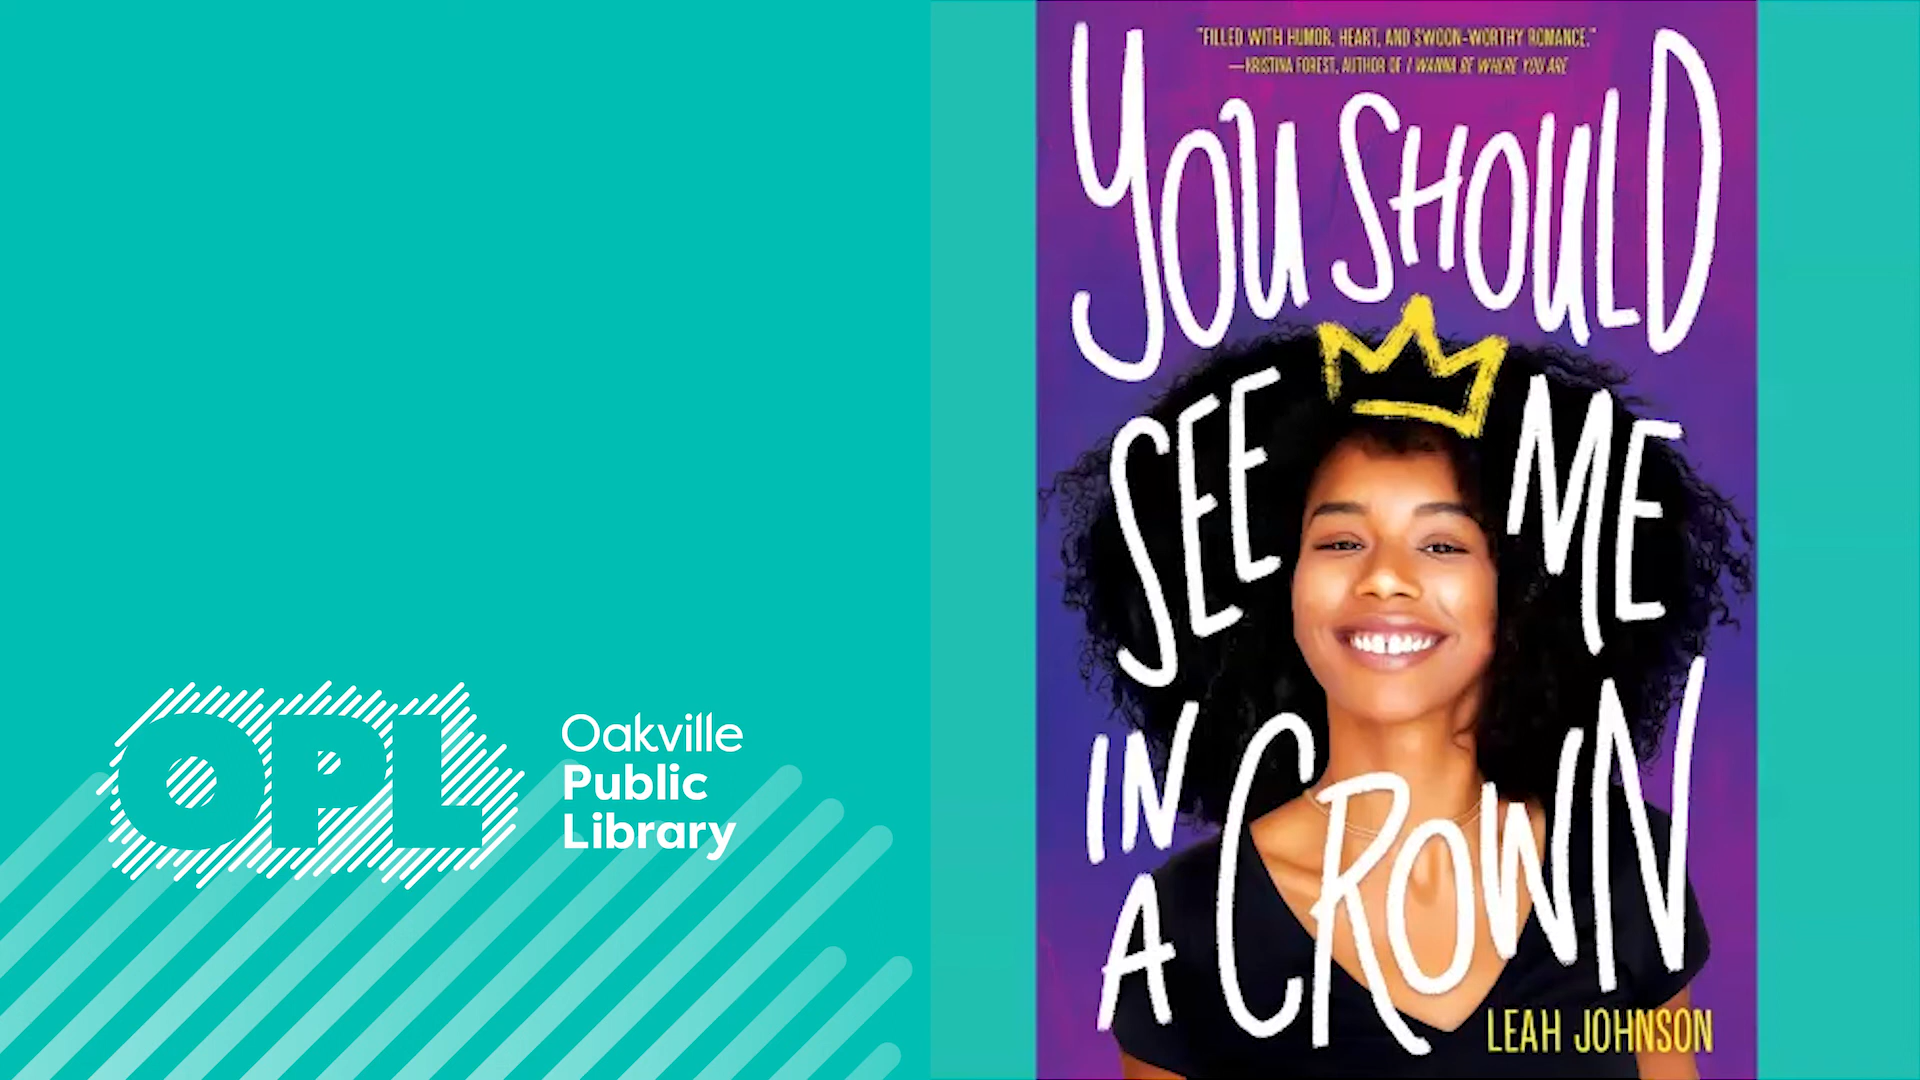 OPL
Oakville
Public
Library
"FILLED WITH HUMOR, HEART, AND SWOON-WORTHY ROMANCE."
—KRISTINA FOREST, AUTHOR OF I WANNA BE WHERE YOU ARE
YOU SHOULD
SEE ME
IN
A CROWN
LEAH JOHNSON